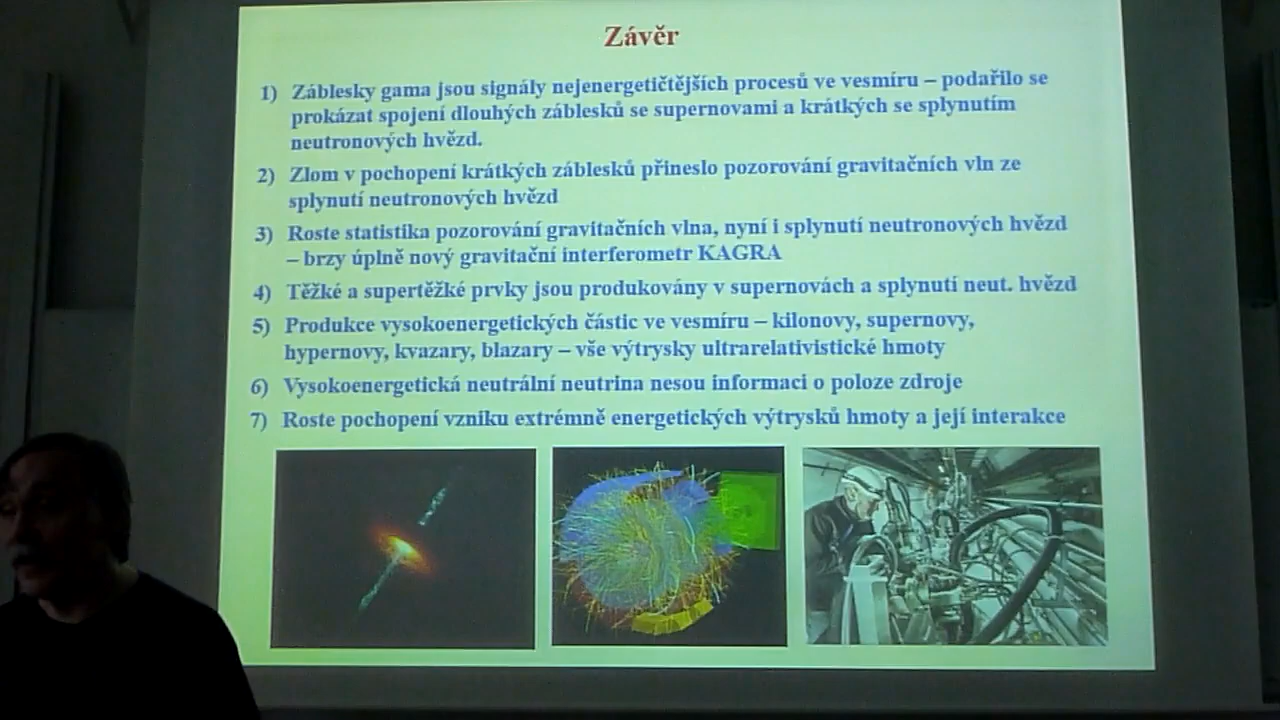 Závěr
1) Záblesky gama jsou signály nejenergetičtějších procesů ve vesmíru – podařilo se
prokázat spojení dlouhých záblesků se supernovami a krátkých se splynutím
neutronových hvězd.
2) Zlom v pochopení krátkých záblesků přineslo pozorování gravitačních vln ze
splynutí neutronových hvězd
3) Roste statistika pozorování gravitačních vlna, nyní i splynutí neutronových hvězd
– brzy úplně nový gravitační interferometr KAGRA
4) Těžké a supertěžké prvky jsou produkovány v supernovách a splynutí neut. hvězd
5) Produkce vysokoenergetických částic ve vesmíru – kilonovy, supernovy,
hypernovy, kvazary, blazary – vše výtrysky ultrarelativistické hmoty
6) Vysokoenergetická neutrální neutrina nesou informaci o poloze zdroje
7) Roste pochopení vzniku extrémně energetických výtrysků hmoty a její interakce